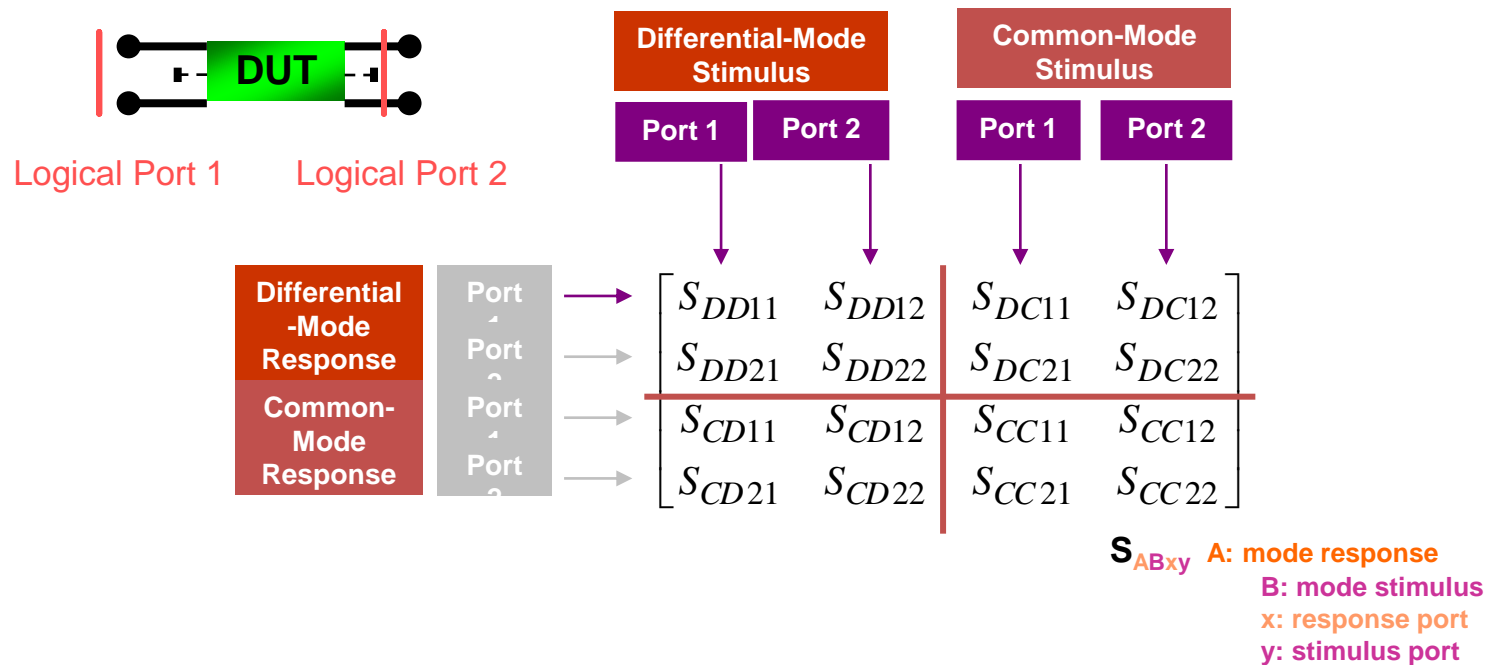 DUT
Logical Port 1 Logical Port 2
Differential-Mode
Stimulus
Common-Mode
Stimulus
Port 1 Port 2 Port 1 Port 2
Differential
-Mode
Response
Common-
Mode
Response
Port
Port
Port
Port
S_DD11 S_DD12 S_DC11 S_DC12
S_DD21 S_DD22 S_DC21 S_DC22
S_CD11 S_CD12 S_CC11 S_CC12
S_CD21 S_CD22 S_CC21 S_CC22
S_ABxy A: mode response
B: mode stimulus
x: response port
y: stimulus port